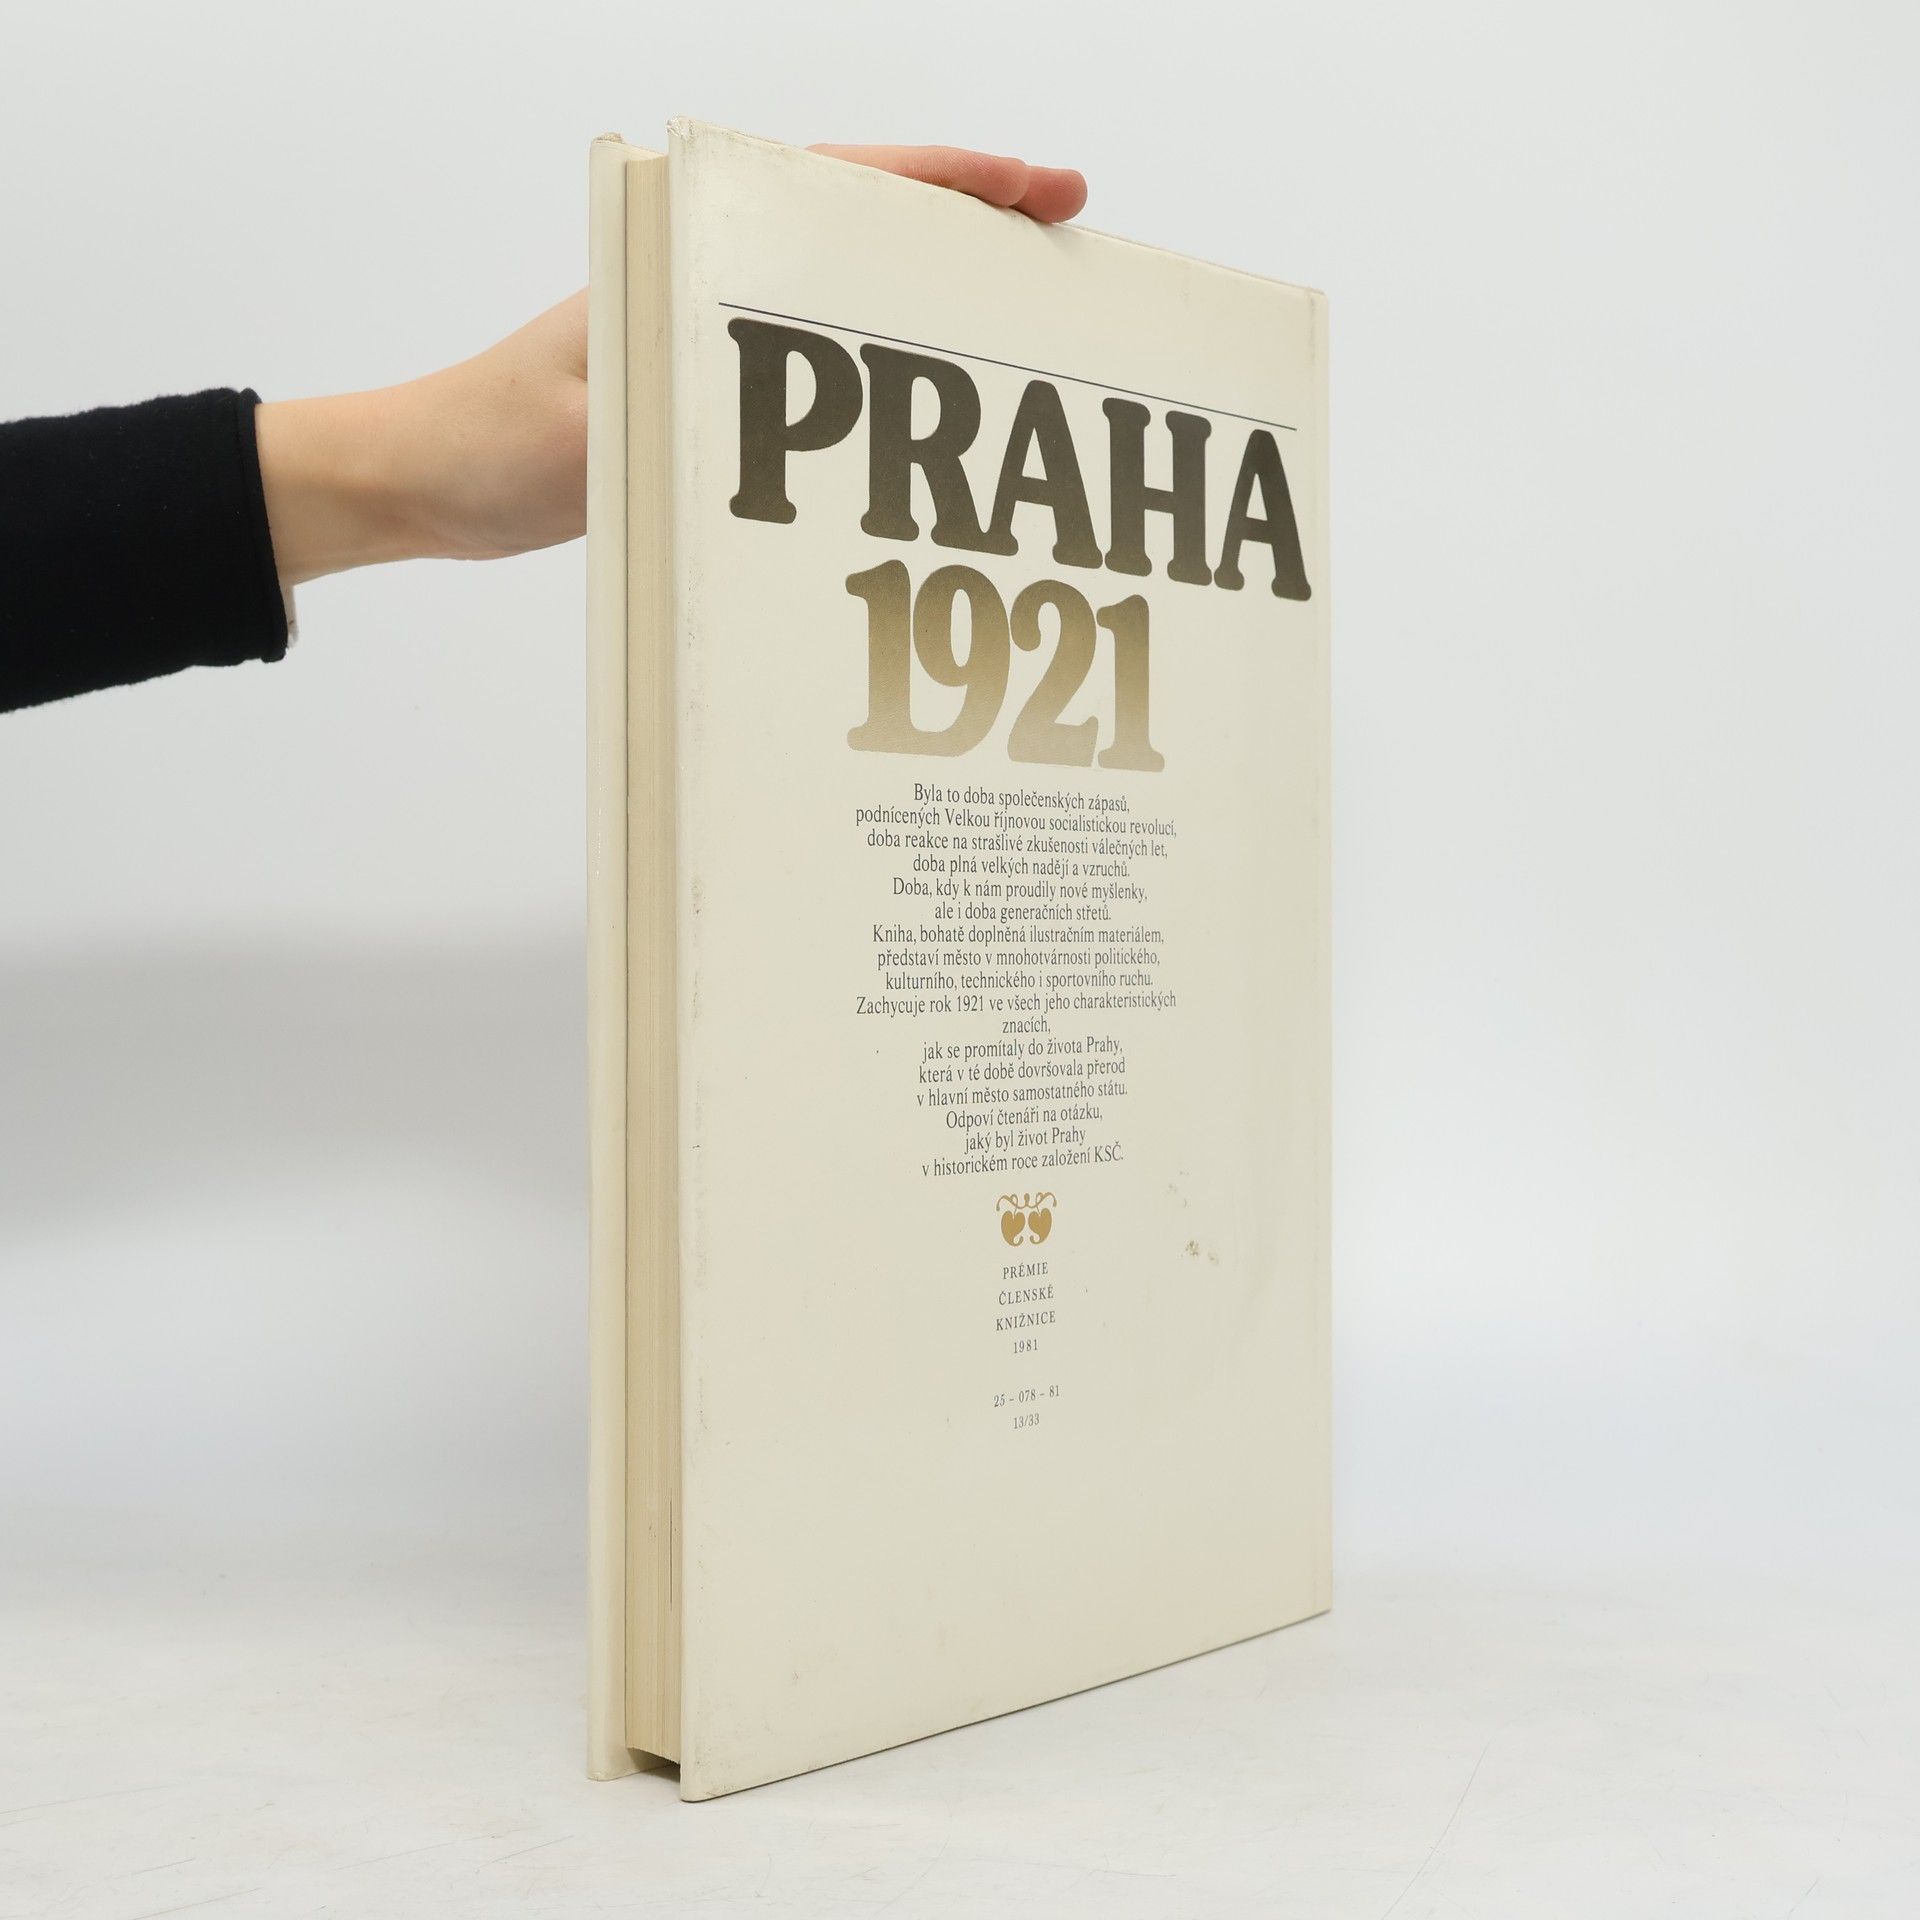 PRAHA
1921
Byla to doba společenských zápasů,
podnícených Velkou říjnovou socialistickou revolucí,
doba reakce na strašlivé zkušenosti válečných let,
doba plná velkých nadějí a vzruchů.
Doba, kdy k nám proudily nové myšlenky,
ale i doba generačních střetů.
Kniha, bohatě doplněná ilustračním materiálem,
představí město v mnohotvárnosti politického,
kulturního, technického i sportovního ruchu.
Zachycuje rok 1921 ve všech jeho charakteristických
znacích,
jak se promítaly do života Prahy,
která v té době dovršovala přerod
v hlavní město samostatného státu.
Odpoví čtenáři na otázku,
jaký byl život Prahy
v historickém roce založení KSČ.
PRÉMIE
ČLENSKÉ
KNIŽNICE
1981
25 – 078 – 81
13/33